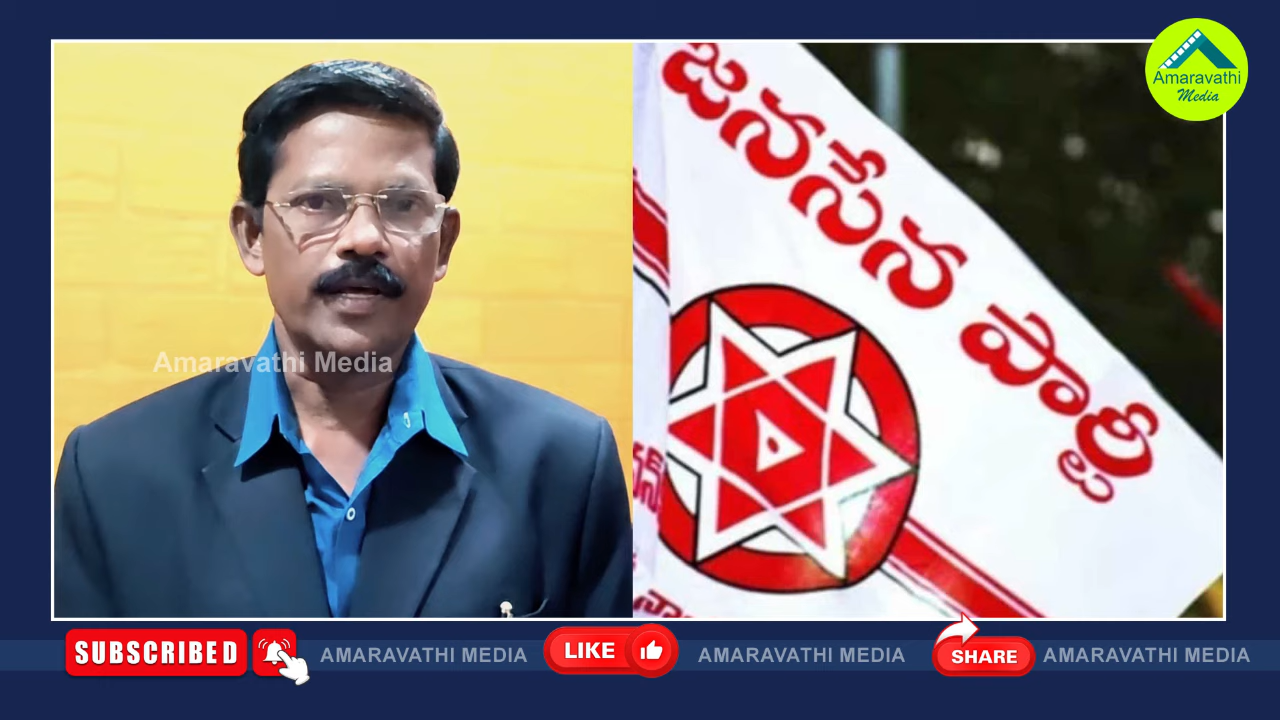 Amaravathi
Media
జనసేన పార్టీ
Amaravathi Media
SUBSCRIBED
AMARAVATHI MEDIA
LIKE
AMARAVATHI MEDIA
SHARE
AMARAVATHI MEDIA